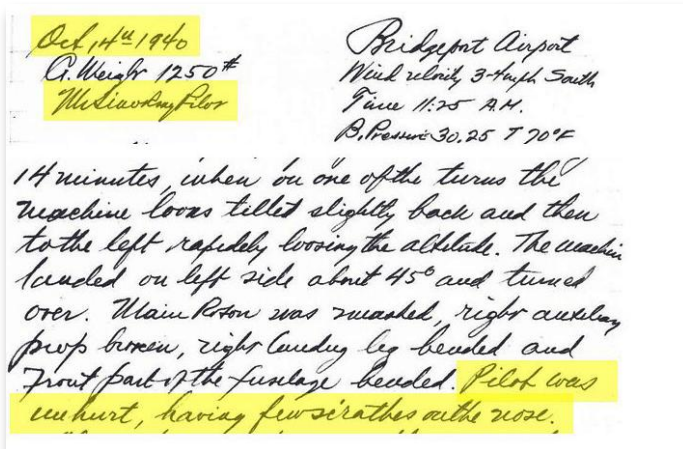 Oct, 14th 1940
G. Weight 1250#
Mr Sikorsky Pilot
Bridgeport Airport
Wind velocity 3-4 mph South
Time 11:25 A.M.
B. Pressure 30.25 T 70°F
14 minutes, when on one of the turns the
machine was tilted slightly back and then
to the left rapidely loosing the altitude. The machin
landed on left side about 45° and turned
over. Main Rotor was smashed, right auxiliary
prop broken, right landing leg bended and
Front part of the fuselage bended. Pilot was
unhurt, having few scrathes on the nose.